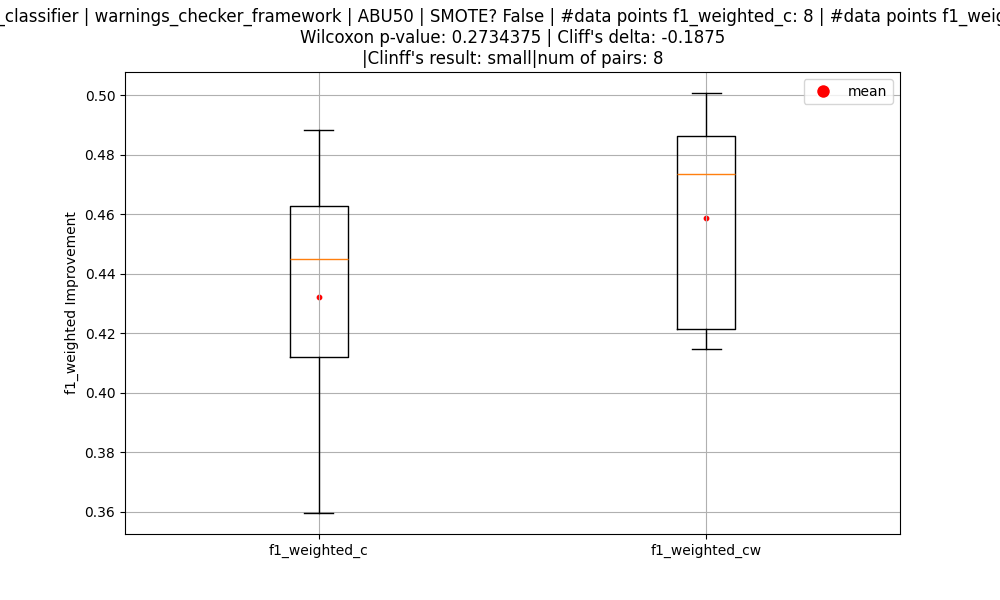 _classifier | warnings_checker_framework | ABU50 | SMOTE? False | #data points f1_weighted_c: 8 | #data points
Wilcoxon p-value: 0.2734375 | Cliff's delta: -0.1875
|Clinff's result: small|num of pairs: 8
mean
0.50
0.48
0.46
0.44
0.42
0.40
0.38
0.36
f1_weighted Improvement
f1_weighted_c
f1_weighted_cw